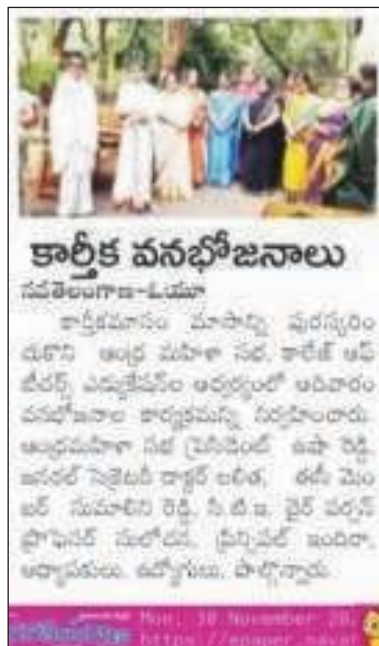 కార్తీక వనభోజనాలు
నవతెలంగాణ-ఓయూ
కార్తీకమాసం మాసాన్ని పురస్కరిం
చుకొని ఆంధ్ర మహిళా సభ, కాలేజ్ ఆఫ్
టీచర్స్ ఎడ్యుకేషన్‌ల ఆధ్వర్యంలో ఆదివారం
వనభోజనాల కార్యక్రమాన్ని నిర్వహించారు.
ఆంధ్రమహిళా సభ ప్రెసిడెంట్ ఉషా రెడ్డి,
జనరల్ సెక్రెటరీ డాక్టర్ లలిత, ఈసీ మెం
బర్ సుమాలిని రెడ్డి, సి.టి.ఇ. చైర్ పర్సన్
ప్రొఫెసర్ సులోచన, ప్రిన్సిపల్ ఇందిరా,
అధ్యాపకులు, ఉద్యోగులు, పాల్గొన్నారు.
Mon, 30 November 20
https://epaper.navat